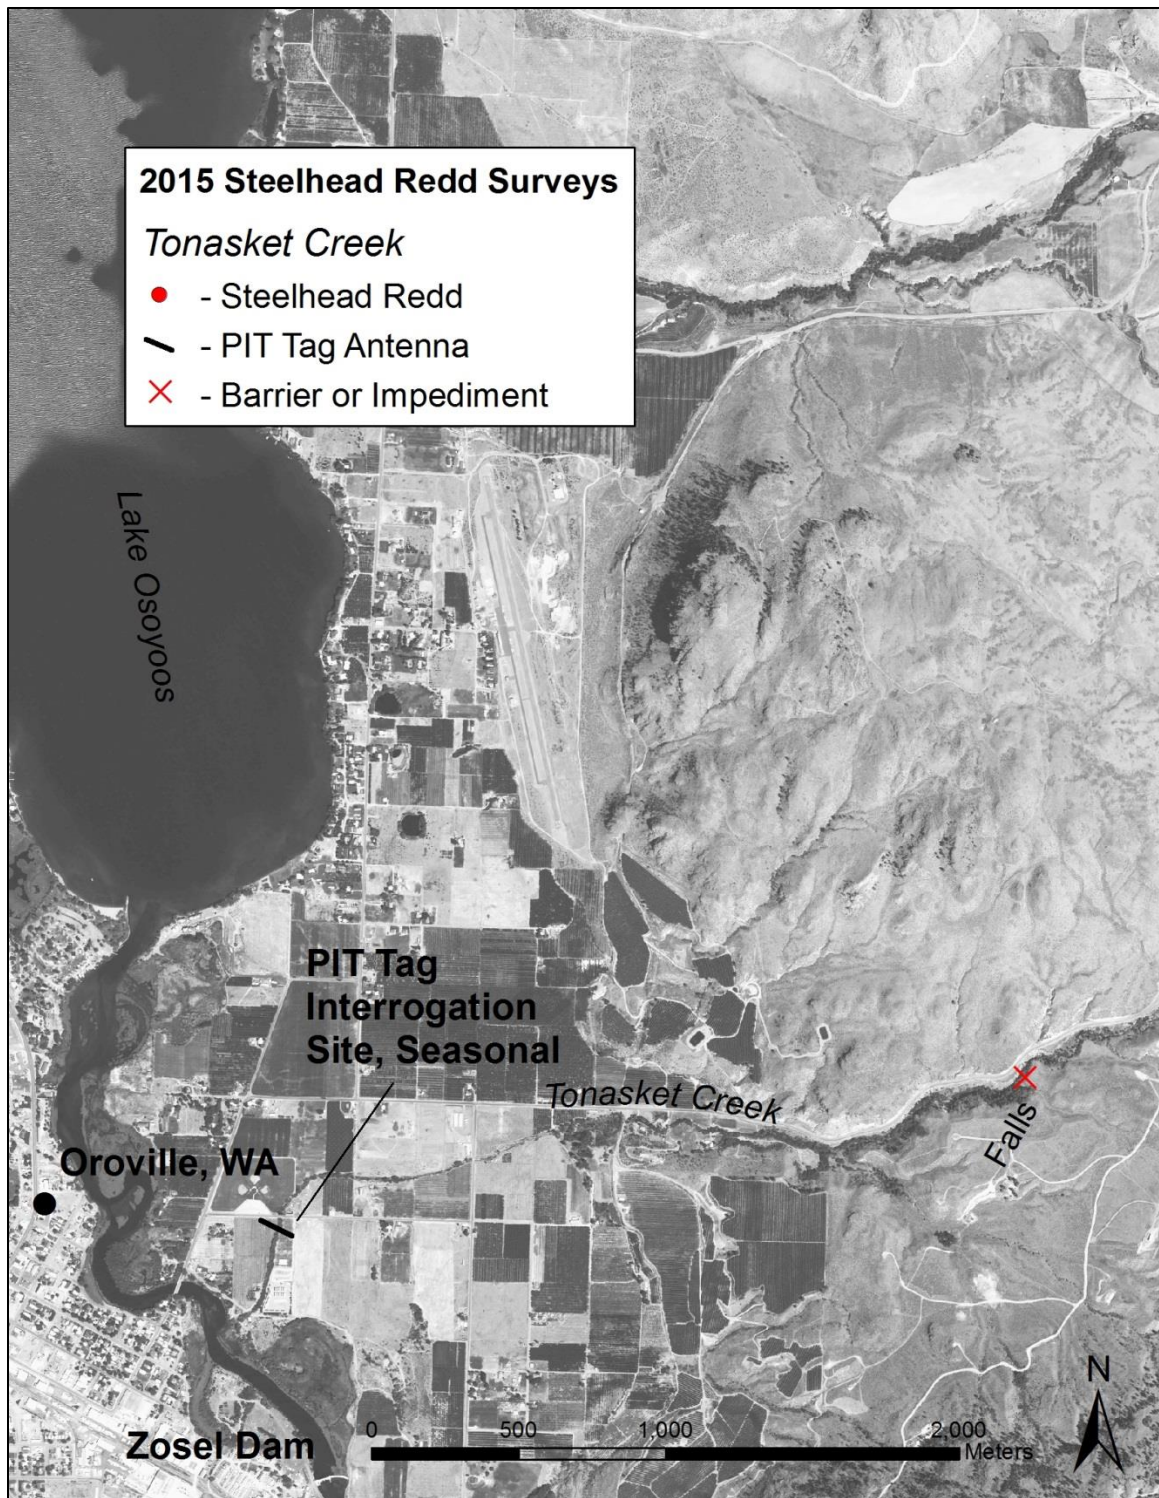 2015 Steelhead Redd Surveys
Tonasket Creek
- Steelhead Redd
- PIT Tag Antenna
- Barrier or Impediment
Lake Osoyoos
PIT Tag
Interrogation
Site, Seasonal
Tonasket Creek
Falls
Oroville, WA
N
Zosel Dam
0 500 1,000 2,000
Meters